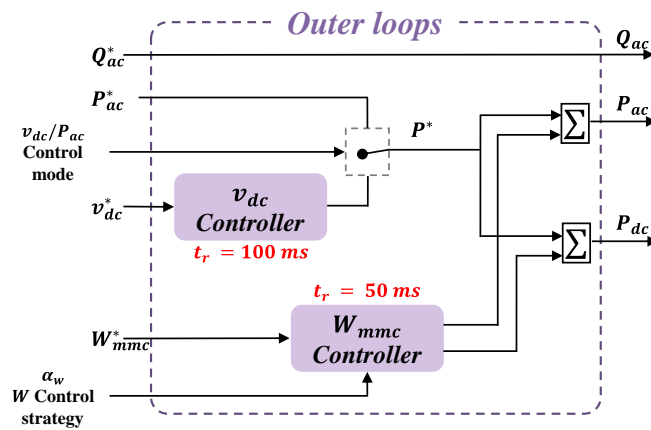 Outer loops
Q*ac
Qac
P*ac
P*
Pac
vdc/Pac
Control
mode
Σ
v*dc
vdc
Controller
tr = 100 ms
Pdc
Σ
tr = 50 ms
W*mmc
Wmmc
Controller
αw
W Control
strategy